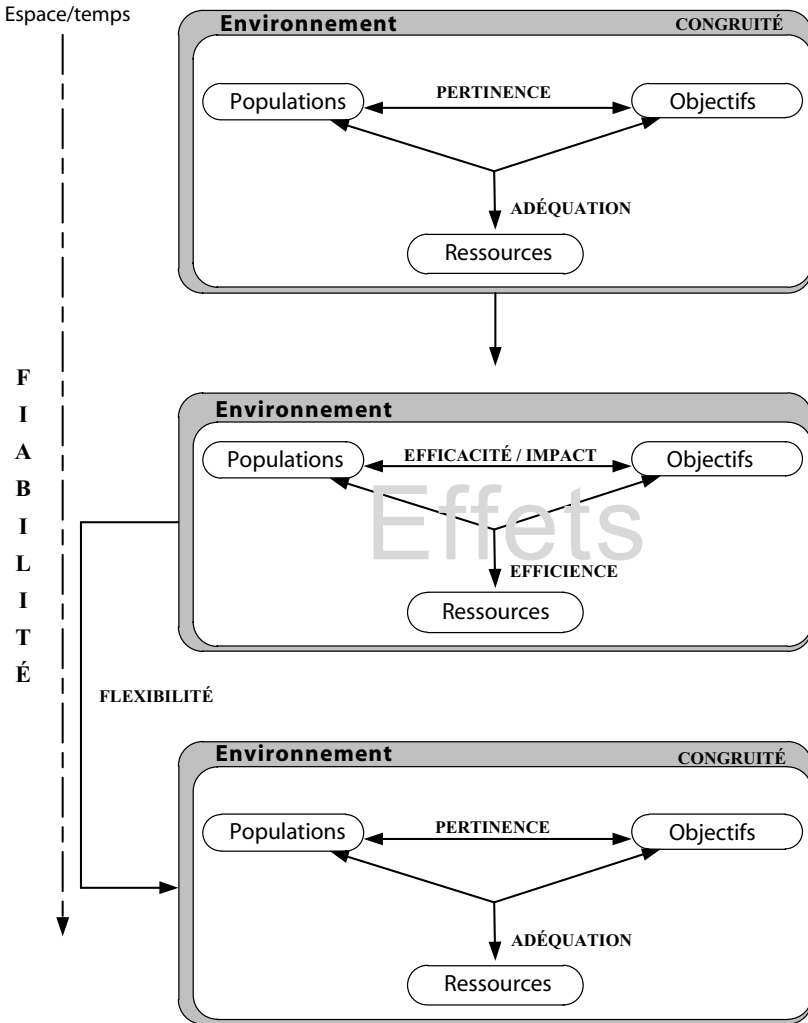 Espace/temps
Environnement
CONGRUITÉ
Populations
PERTINENCE
Objectifs
ADÉQUATION
Ressources
FIABILITÉ
Environnement
Populations
EFFICACITÉ / IMPACT
Objectifs
Effets
EFFICIENCE
Ressources
FLEXIBILITÉ
Environnement
CONGRUITÉ
Populations
PERTINENCE
Objectifs
ADÉQUATION
Ressources